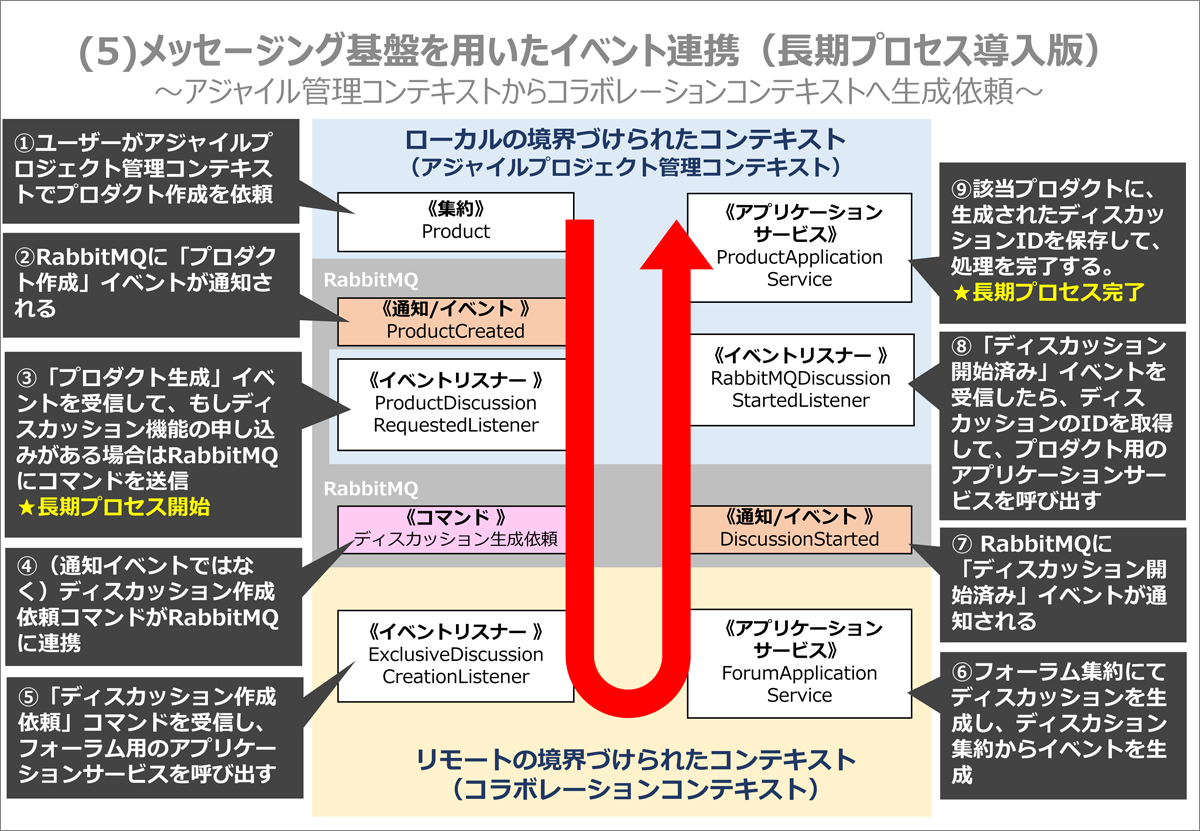 (5)メッセージング基盤を用いたイベント連携（長期プロセス導入版）
～アジャイル管理コンテキストからコラボレーションコンテキストへ生成依頼～
①ユーザーがアジャイルプ
ロジェクト管理コンテキス
トでプロダクト作成を依頼
②RabbitMQに「プロダク
ト作成」イベントが通知さ
れる
③「プロダクト生成」イベ
ントを受信して、もしディ
スカッション機能の申し込
みがある場合はRabbitMQ
にコマンドを送信
★長期プロセス開始
④（通知イベントではな
く）ディスカッション作成
依頼コマンドがRabbitMQ
に連携
⑤「ディスカッション作成
依頼」コマンドを受信し、
フォーラム用のアプリケー
ションサービスを呼び出す
ローカルの境界づけられたコンテキスト
（アジャイルプロジェクト管理コンテキスト）
《集約》
Product
RabbitMQ
《通知/イベント 》
ProductCreated
《イベントリスナー 》
ProductDiscussion
RequestedListener
RabbitMQ
《コマンド 》
ディスカッション生成依頼
《イベントリスナー 》
ExclusiveDiscussion
CreationListener
《アプリケーション
サービス》
ProductApplication
Service
《イベントリスナー 》
RabbitMQDiscussion
StartedListener
《通知/イベント 》
DiscussionStarted
《アプリケーション
サービス》
ForumApplication
Service
リモートの境界づけられたコンテキスト
（コラボレーションコンテキスト）
⑨該当プロダクトに、
生成されたディスカッ
ションIDを保存して、
処理を完了する。
★長期プロセス完了
⑧「ディスカッション
開始済み」イベントを
受信したら、ディス
カッションのIDを取得
して、プロダクト用の
アプリケーションサー
ビスを呼び出す
⑦ RabbitMQに
「ディスカッション開
始済み」イベントが通
知される
⑥フォーラム集約にて
ディスカッションを生
成し、ディスカション
集約からイベントを生
成